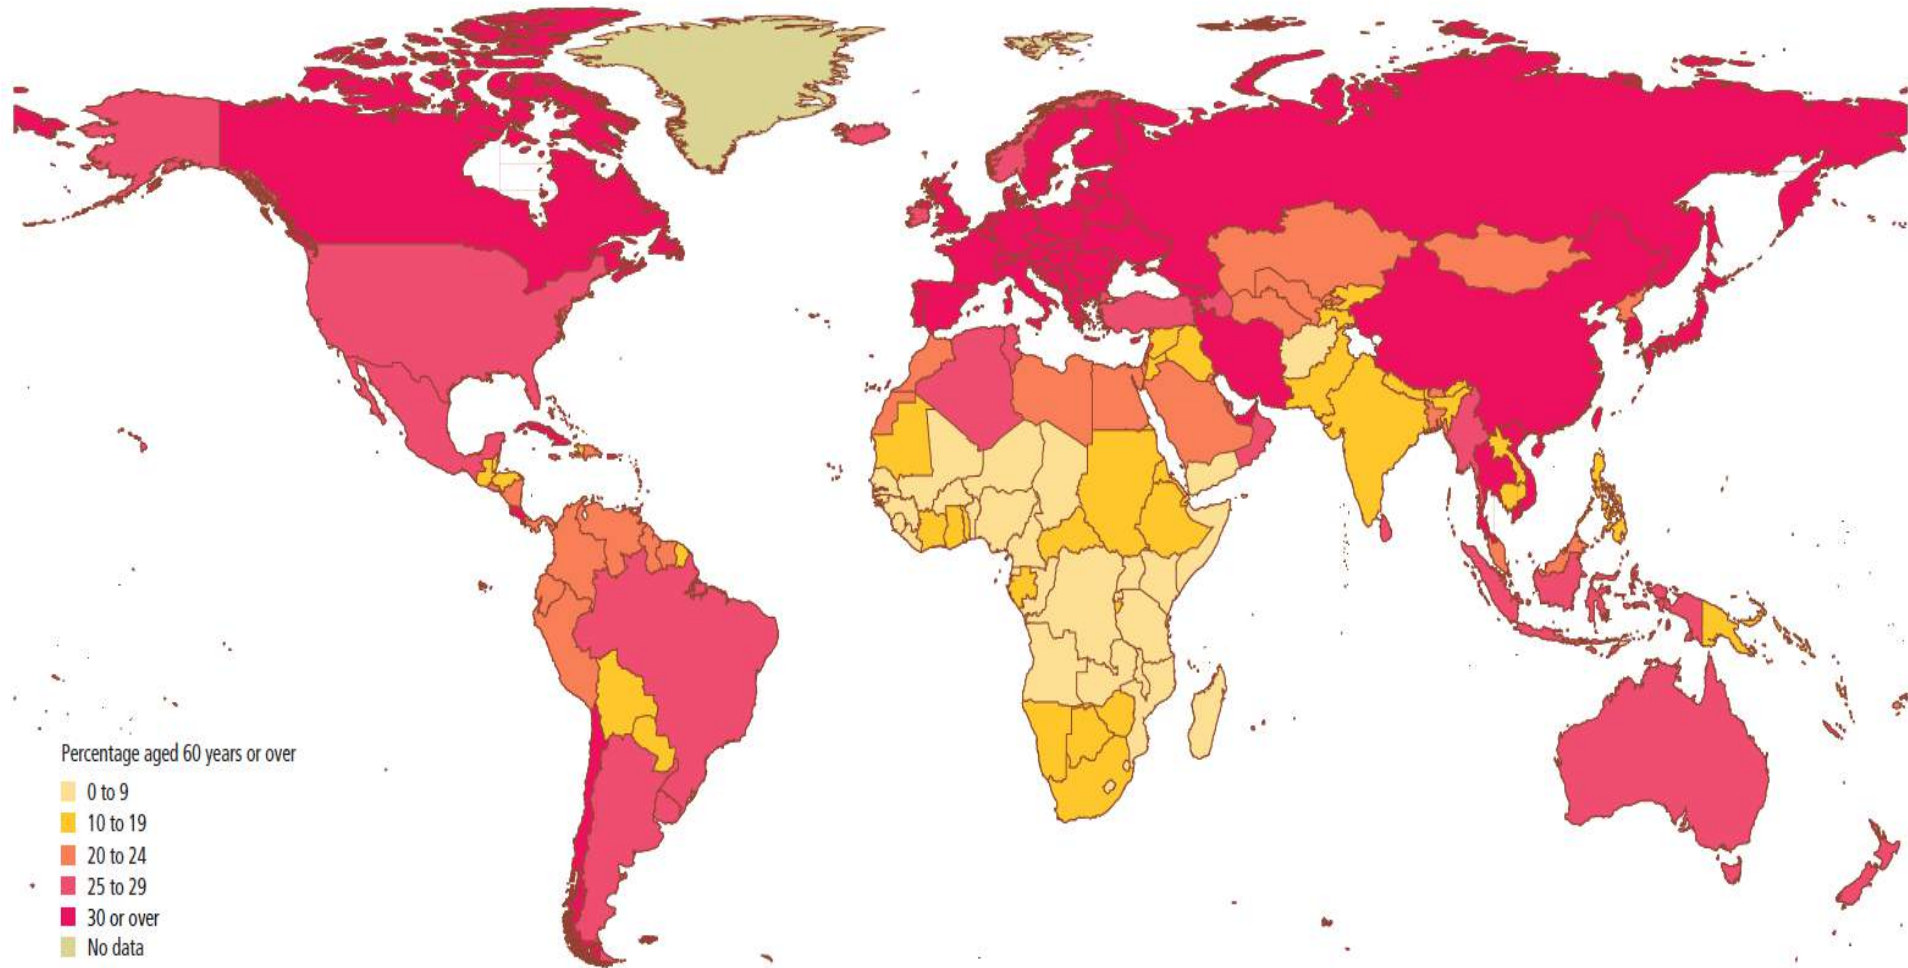 Percentage aged 60 years or over
0 to 9
10 to 19
20 to 24
25 to 29
30 or over
No data